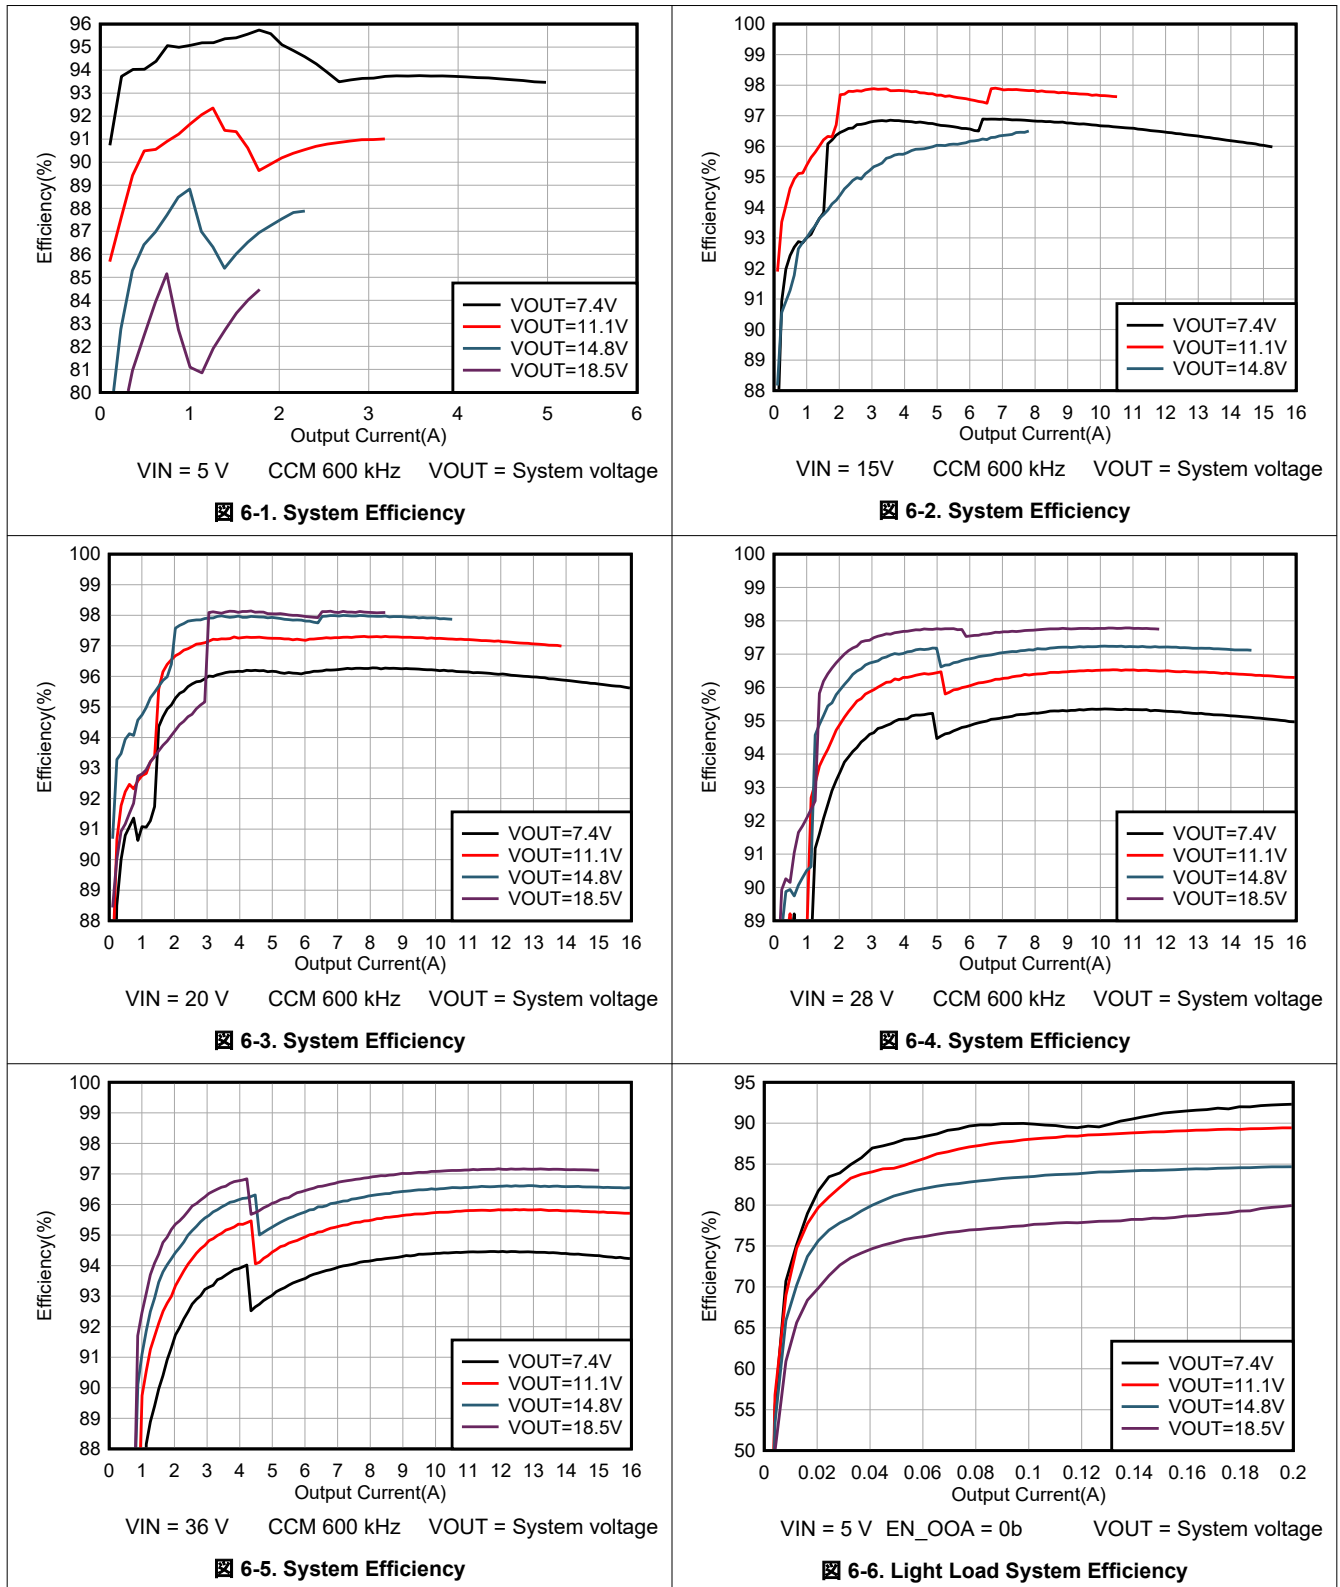 96
95
94
93
92
91
90
89
88
87
86
85
84
83
82
81
80
Efficiency(%)
0 1 2 3 4 5 6
Output Current(A)
VOUT=7.4V
VOUT=11.1V
VOUT=14.8V
VOUT=18.5V
VIN = 5 V CCM 600 kHz VOUT = System voltage
図 6-1. System Efficiency
100
99
98
97
96
95
94
93
92
91
90
89
88
Efficiency(%)
0 1 2 3 4 5 6 7 8 9 10 11 12 13 14 15 16
Output Current(A)
VOUT=7.4V
VOUT=11.1V
VOUT=14.8V
VIN = 15V CCM 600 kHz VOUT = System voltage
図 6-2. System Efficiency
100
99
98
97
96
95
94
93
92
91
90
89
88
Efficiency(%)
0 1 2 3 4 5 6 7 8 9 10 11 12 13 14 15 16
Output Current(A)
VOUT=7.4V
VOUT=11.1V
VOUT=14.8V
VOUT=18.5V
VIN = 20 V CCM 600 kHz VOUT = System voltage
図 6-3. System Efficiency
100
99
98
97
96
95
94
93
92
91
90
89
Efficiency(%)
0 1 2 3 4 5 6 7 8 9 10 11 12 13 14 15 16
Output Current(A)
VOUT=7.4V
VOUT=11.1V
VOUT=14.8V
VOUT=18.5V
VIN = 28 V CCM 600 kHz VOUT = System voltage
図 6-4. System Efficiency
100
99
98
97
96
95
94
93
92
91
90
89
88
Efficiency(%)
0 1 2 3 4 5 6 7 8 9 10 11 12 13 14 15 16
Output Current(A)
VOUT=7.4V
VOUT=11.1V
VOUT=14.8V
VOUT=18.5V
VIN = 36 V CCM 600 kHz VOUT = System voltage
図 6-5. System Efficiency
95
90
85
80
75
70
65
60
55
50
Efficiency(%)
0 0.02 0.04 0.06 0.08 0.1 0.12 0.14 0.16 0.18 0.2
Output Current(A)
VOUT=7.4V
VOUT=11.1V
VOUT=14.8V
VOUT=18.5V
VIN = 5 V EN_OOA = 0b VOUT = System voltage
図 6-6. Light Load System Efficiency